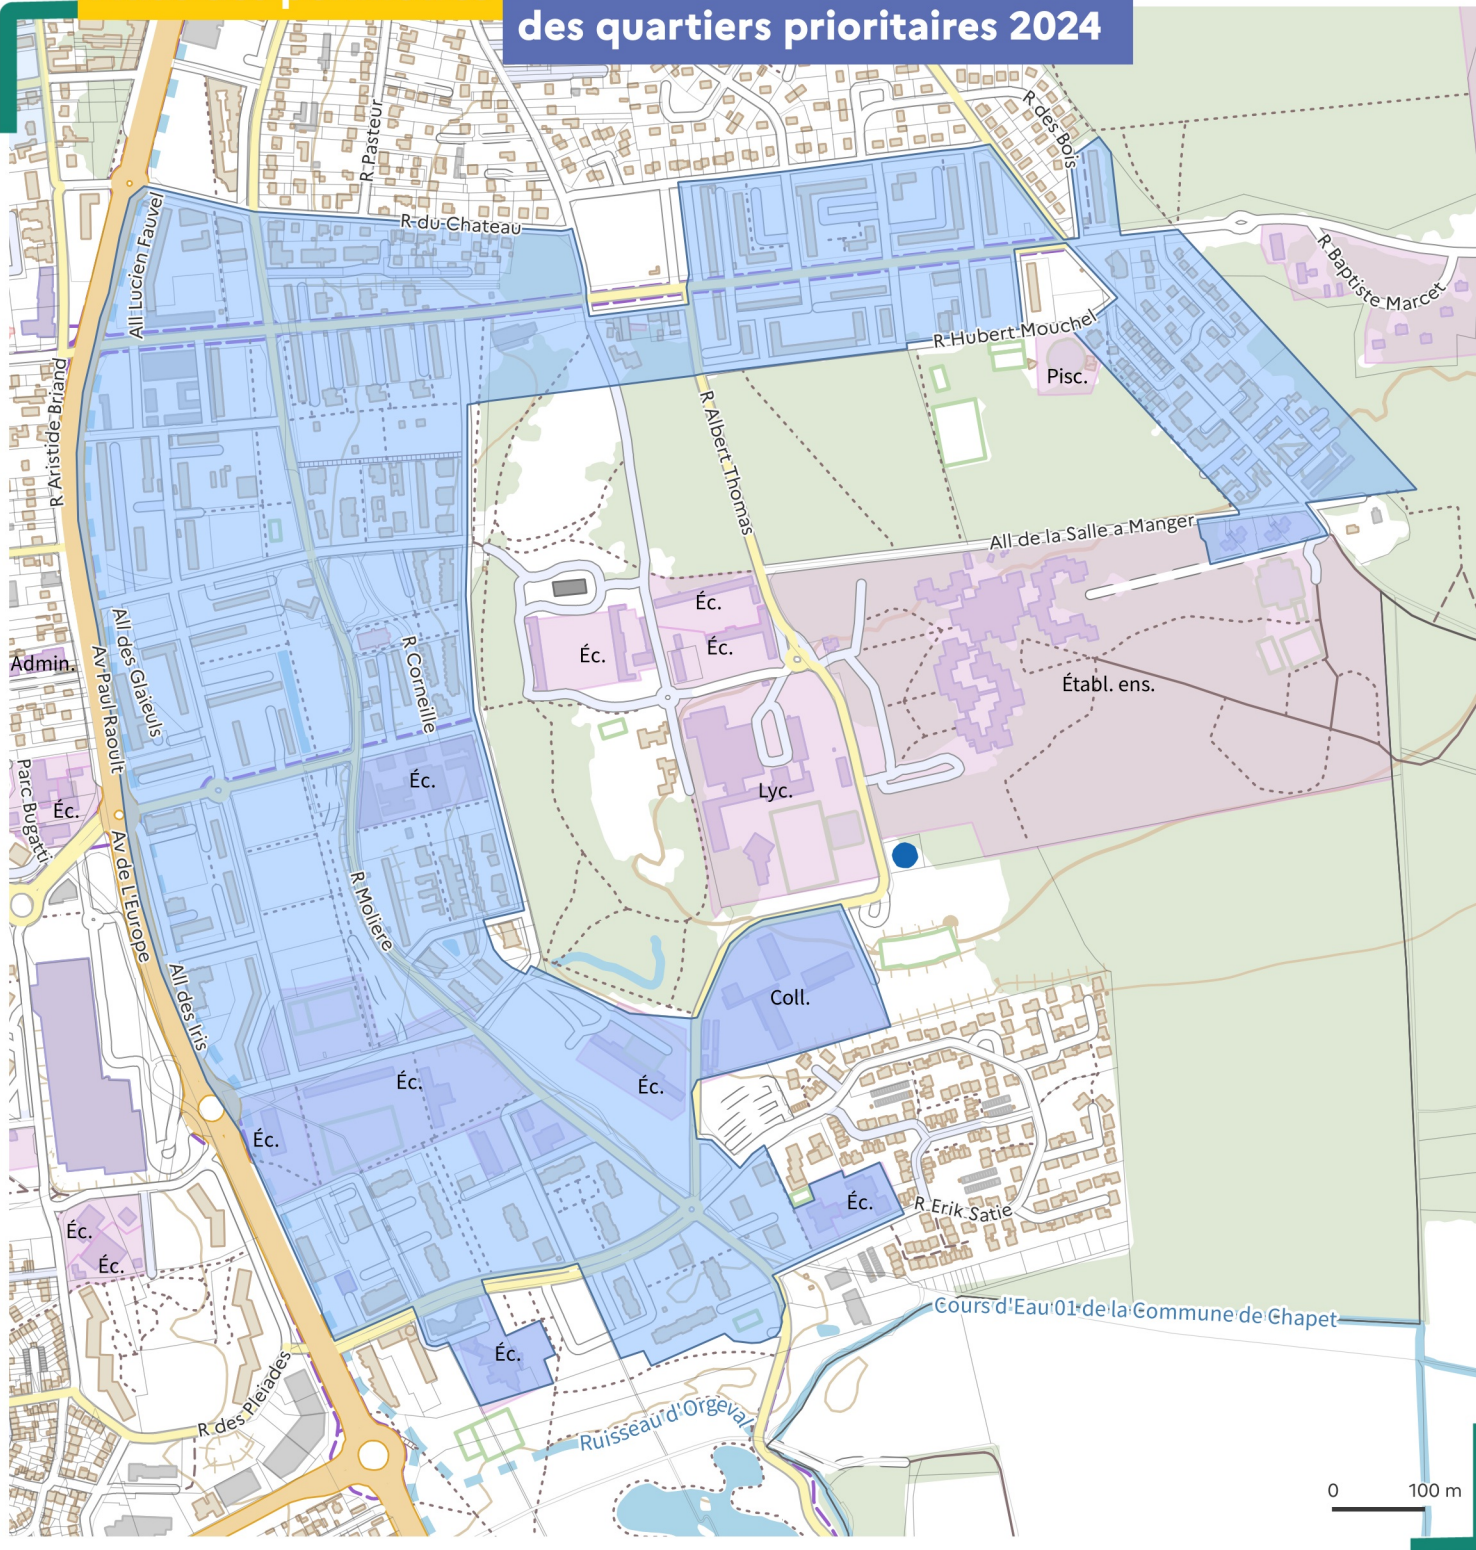 des quartiers prioritaires 2024
R Pasteur
R des Bois
All Lucien Fauvel
R du Chateau
R Baptiste Marcet
R Hubert Mouchel
Pisc.
R Aristide Briand
R Albert Thomas
All de la Salle a Manger
Éc.
Éc.
Éc.
All des Glaieuls
R Corneille
Admin.
Av Paul Raoult
Établ. ens.
Parc Bugatti
Éc.
Éc.
Lyc.
Av de L'Europe
R Moliere
All des Iris
Coll.
Éc.
Éc.
Éc.
Éc.
R Erik Satie
Éc.
Éc.
Cours d'Eau 01 de la Commune de Chapet
Éc.
R des Pleiades
Ruisseau d'Orgeval
0 100 m